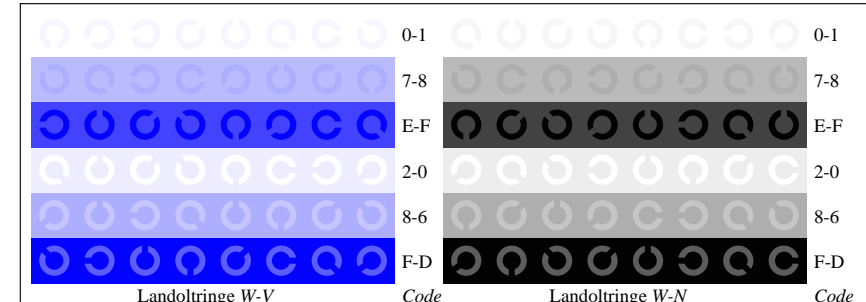 0-1 0-1
7-8 7-8
E-F E-F
2-0 2-0
8-6 8-6
F-D F-D
Landoltringe W-V Code Landoltringe W-N Code